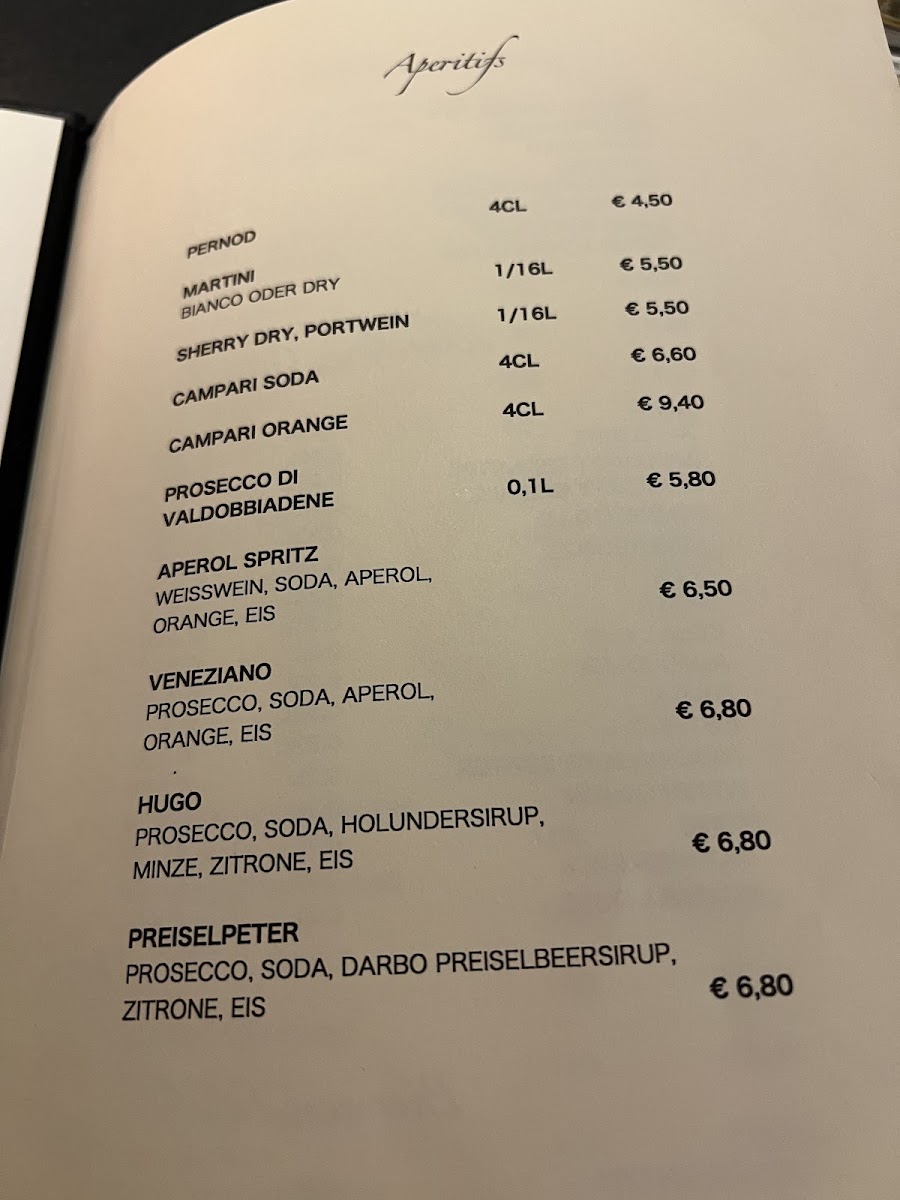 Aperitifs
PERNOD 4CL € 4,50
MARTINI 1/16L € 5,50
BIANCO ODER DRY
SHERRY DRY, PORTWEIN 1/16L € 5,50
CAMPARI SODA 4CL € 6,60
CAMPARI ORANGE 4CL € 9,40
PROSECCO DI
VALDOBBIADENE 0,1L € 5,80
APEROL SPRITZ
WEISSWEIN, SODA, APEROL,
ORANGE, EIS € 6,50
VENEZIANO
PROSECCO, SODA, APEROL,
ORANGE, EIS € 6,80
HUGO
PROSECCO, SODA, HOLUNDERSIRUP,
MINZE, ZITRONE, EIS € 6,80
PREISELPETER
PROSECCO, SODA, DARBO PREISELBEERSIRUP,
ZITRONE, EIS € 6,80